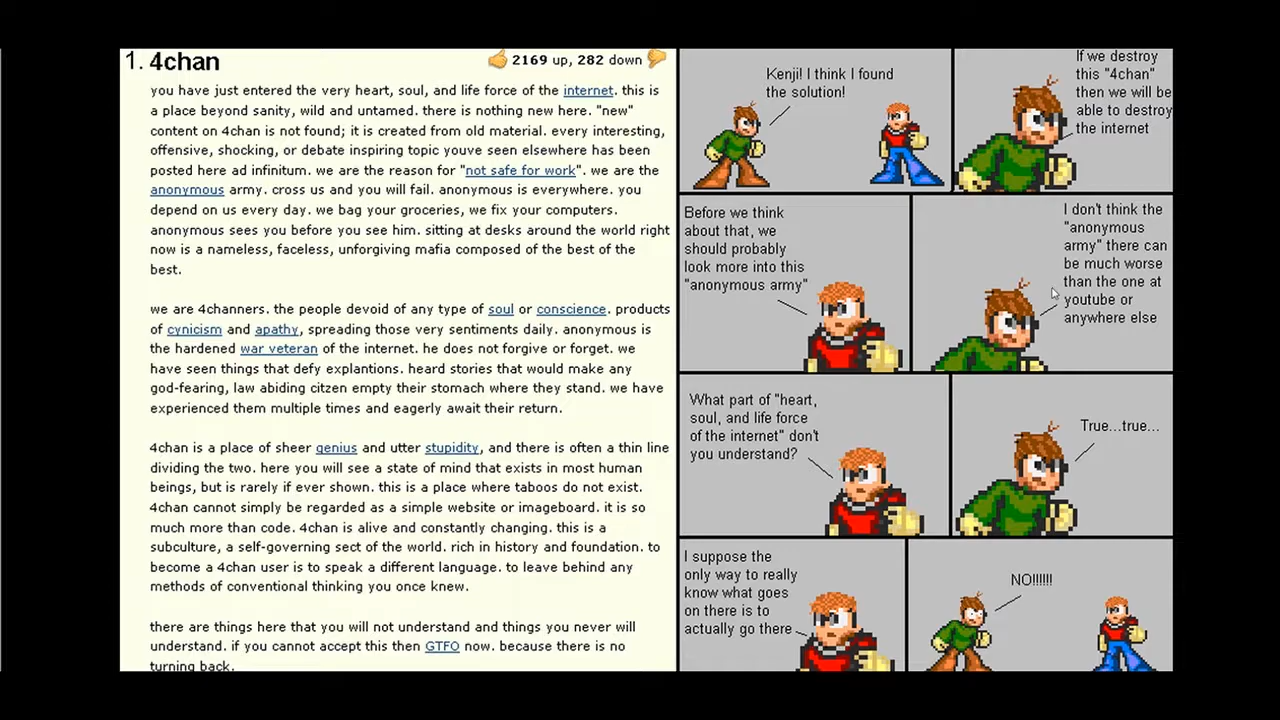 1. 4chan
2169 up, 282 down
you have just entered the very heart, soul, and life force of the internet. this is
a place beyond sanity, wild and untamed. there is nothing new here. "new"
content on 4chan is not found; it is created from old material. every interesting,
offensive, shocking, or debate inspiring topic youve seen elsewhere has been
posted here ad infinitum. we are the reason for "not safe for work". we are the
anonymous army. cross us and you will fail. anonymous is everywhere. you
depend on us every day. we bag your groceries, we fix your computers.
anonymous sees you before you see him. sitting at desks around the world right
now is a nameless, faceless, unforgiving mafia composed of the best of the
best.
we are 4channers. the people devoid of any type of soul or conscience. products
of cynicism and apathy, spreading those very sentiments daily. anonymous is
the hardened war veteran of the internet. he does not forgive or forget. we
have seen things that defy explantions. heard stories that would make any
god-fearing, law abiding citzen empty their stomach where they stand. we have
experienced them multiple times and eagerly await their return.
4chan is a place of sheer genius and utter stupidity, and there is often a thin line
dividing the two. here you will see a state of mind that exists in most human
beings, but is rarely if ever shown. this is a place where taboos do not exist.
4chan cannot simply be regarded as a simple website or imageboard. it is so
much more than code. 4chan is alive and constantly changing. this is a
subculture, a self-governing sect of the world. rich in history and foundation. to
become a 4chan user is to speak a different language. to leave behind any
methods of conventional thinking you once knew.
there are things here that you will not understand and things you never will
understand. if you cannot accept this then GTFO now. because there is no
turning back.
Kenji! I think I found
the solution!
If we destroy
this "4chan"
then we will be
able to destroy
the internet
Before we think
about that, we
should probably
look more into this
"anonymous army"
I don't think the
"anonymous
army" there can
be much worse
than the one at
youtube or
anywhere else
What part of "heart,
soul, and life force
of the internet" don't
you understand?
True...true...
I suppose the
only way to really
know what goes
on there is to
actually go there
NO!!!!!!